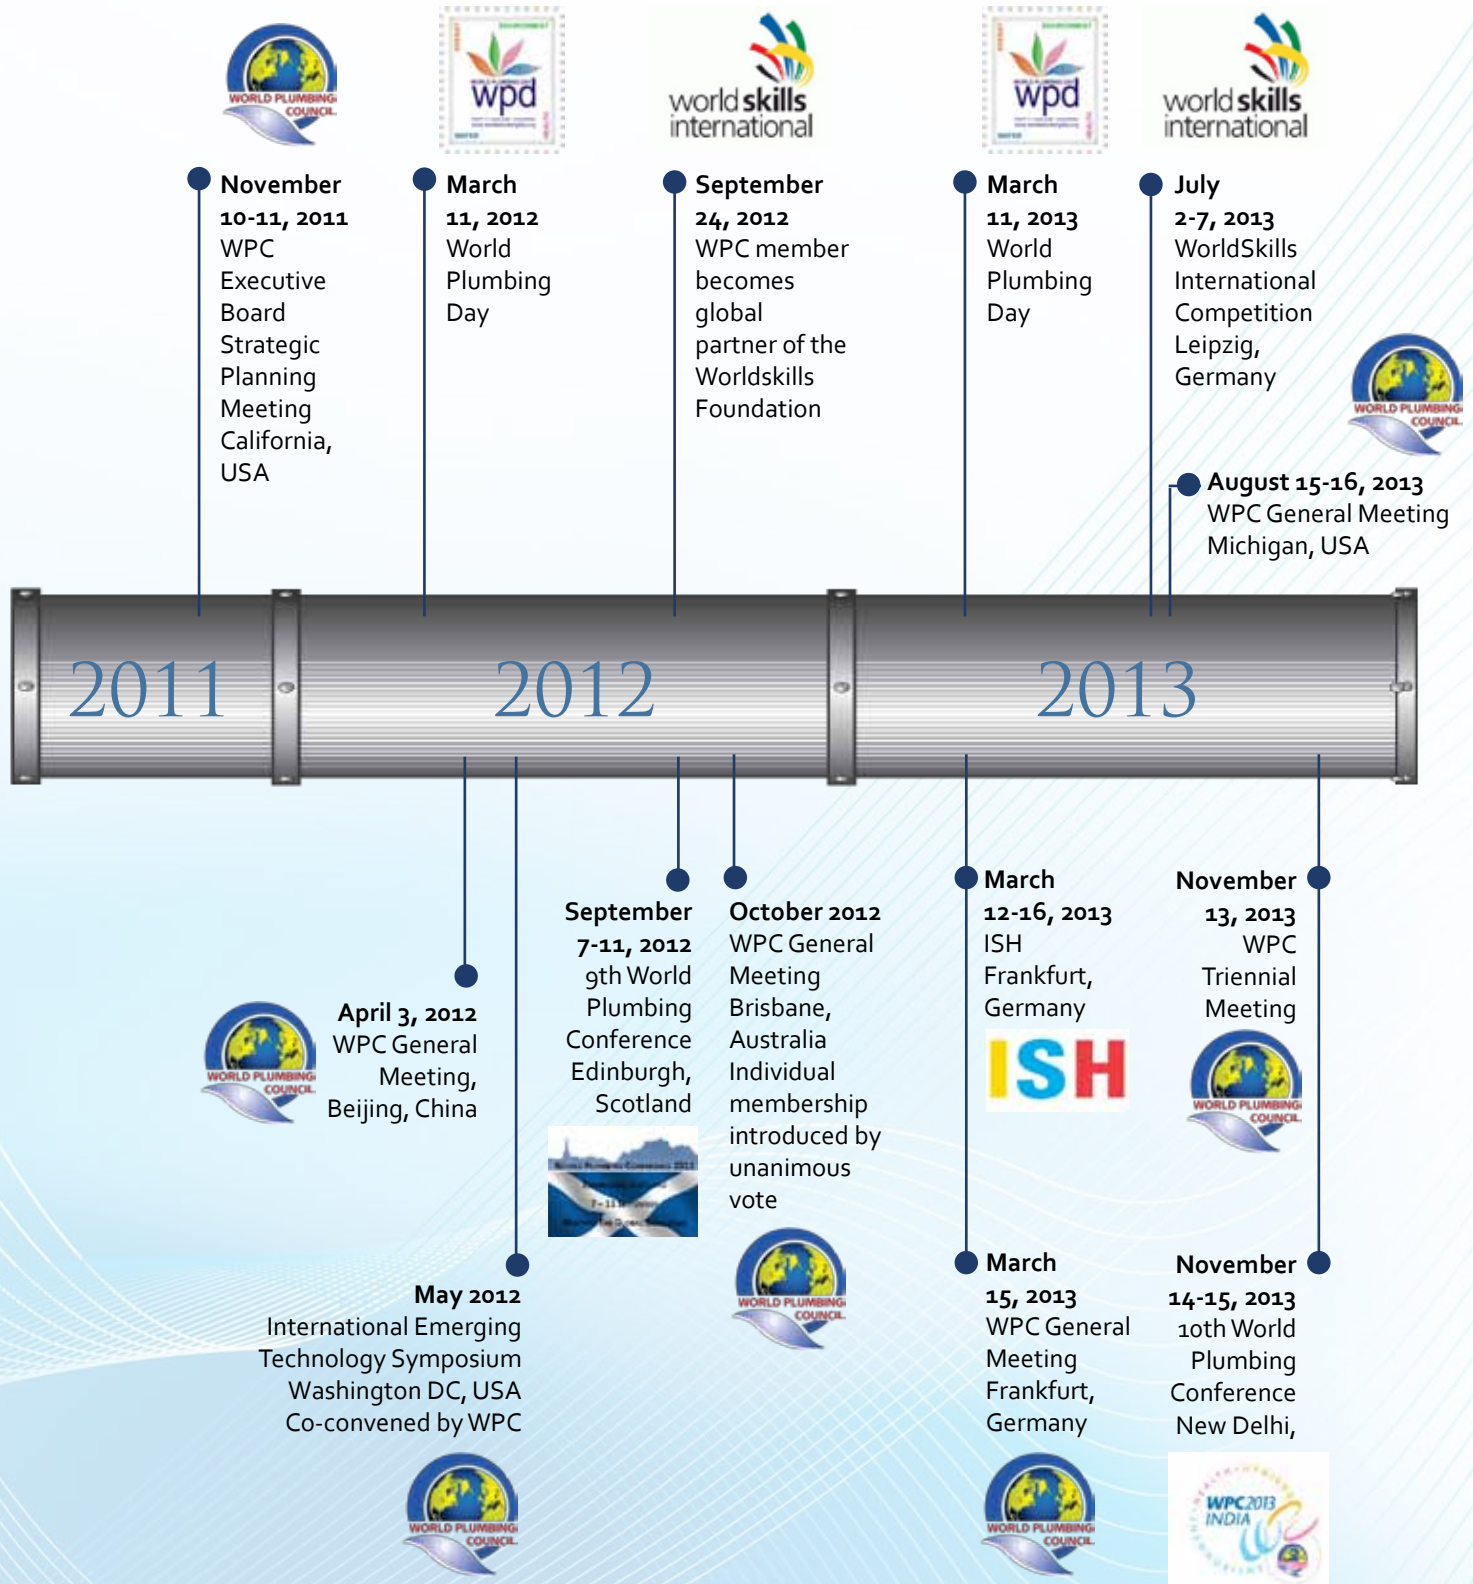 WORLD PLUMBING
COUNCIL
wpd
world skills
international
wpd
world skills
international
November
10-11, 2011
WPC
Executive
Board
Strategic
Planning
Meeting
California,
USA
March
11, 2012
World
Plumbing
Day
September
24, 2012
WPC member
becomes
global
partner of the
Worldskills
Foundation
March
11, 2013
World
Plumbing
Day
July
2-7, 2013
WorldSkills
International
Competition
Leipzig,
Germany
WORLD PLUMBING
COUNCIL
August 15-16, 2013
WPC General Meeting
Michigan, USA
2011
2012
2013
WORLD PLUMBING
COUNCIL
April 3, 2012
WPC General
Meeting,
Beijing, China
May 2012
International Emerging
Technology Symposium
Washington DC, USA
Co-convened by WPC
WORLD PLUMBING
COUNCIL
September
7-11, 2012
9th World
Plumbing
Conference
Edinburgh,
Scotland
October 2012
WPC General
Meeting
Brisbane,
Australia
Individual
membership
introduced by
unanimous
vote
WORLD PLUMBING
COUNCIL
March
12-16, 2013
ISH
Frankfurt,
Germany
ISH
March
15, 2013
WPC General
Meeting
Frankfurt,
Germany
WORLD PLUMBING
COUNCIL
November
13, 2013
WPC
Triennial
Meeting
WORLD PLUMBING
COUNCIL
November
14-15, 2013
10th World
Plumbing
Conference
New Delhi,
WPC2013
INDIA